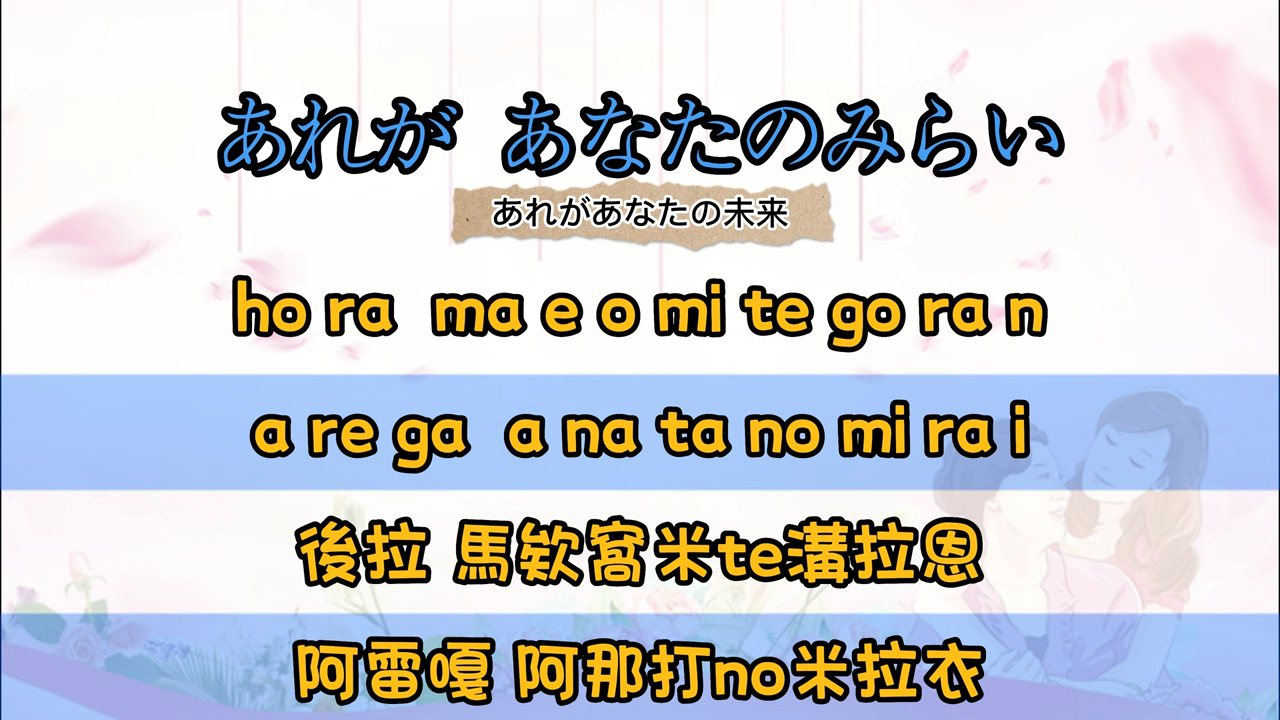 あれが あなたのみらい
あれがあなたの未来
ho ra ma e o mi te go ra n
a re ga a na ta no mi ra i
後拉 馬欸窩米te溝拉恩
阿雷嘎 阿那打no米拉衣